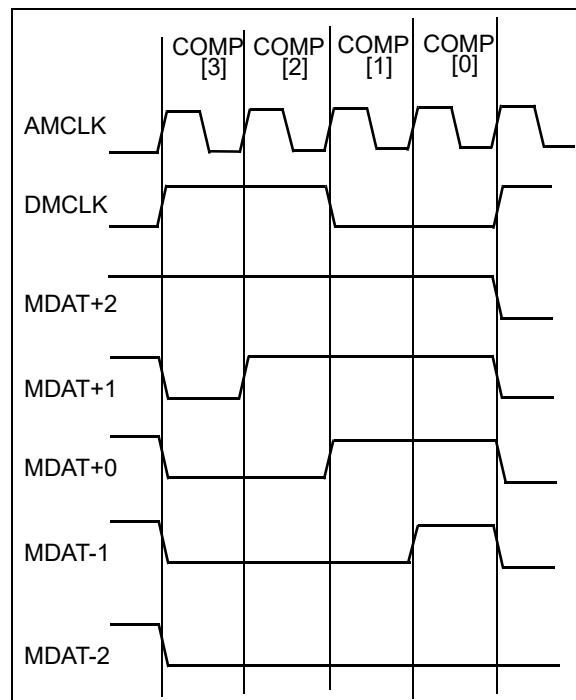 COMP COMP COMP COMP
[3] [2] [1] [0]
AMCLK
DMCLK
MDAT+2
MDAT+1
MDAT+0
MDAT-1
MDAT-2